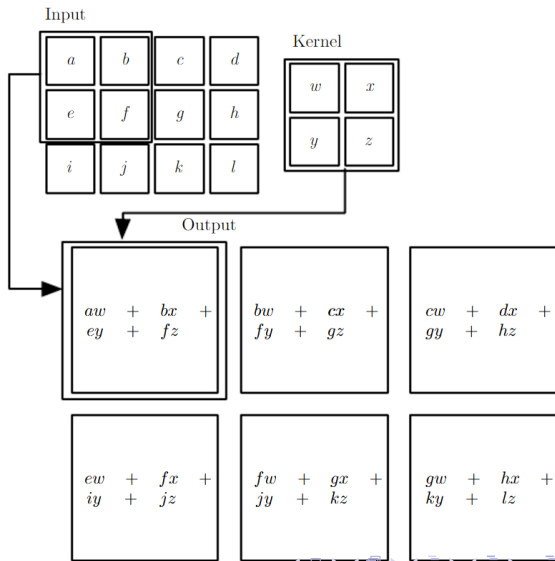 Input
Kernel
a b c d
w x
e f g h
y z
i j k l
Output
aw + bx +
ey + fz
bw + cx +
fy + gz
cw + dx +
gy + hz
ew + fx +
iy + jz
fw + gx +
jy + kz
gw + hx +
ky + lz